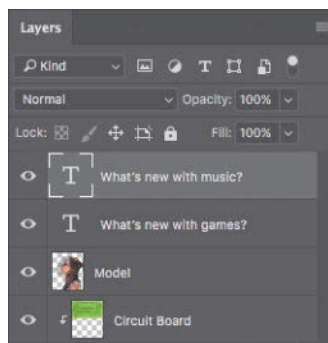 Layers
Kind
Normal Opacity: 100%
Lock: Fill: 100%
T What's new with music?
T What's new with games?
Model
Circuit Board